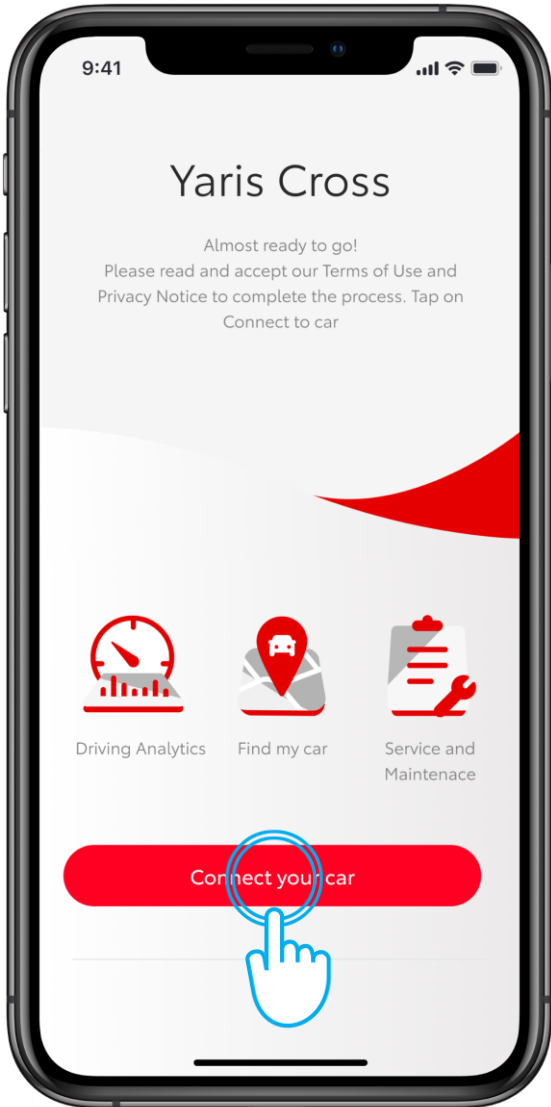 9:41
Yaris Cross
Almost ready to go!
Please read and accept our Terms of Use and
Privacy Notice to complete the process. Tap on
Connect to car
Driving Analytics
Find my car
Service and
Maintenace
Connect your car